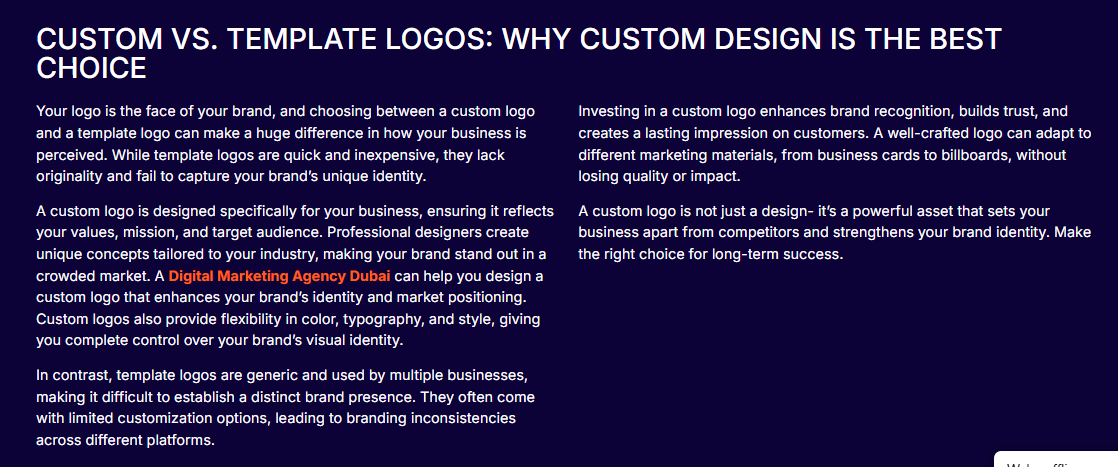 CUSTOM VS. TEMPLATE LOGOS: WHY CUSTOM DESIGN IS THE BEST
CHOICE
Your logo is the face of your brand, and choosing between a custom logo
and a template logo can make a huge difference in how your business is
perceived. While template logos are quick and inexpensive, they lack
originality and fail to capture your brand’s unique identity.
A custom logo is designed specifically for your business, ensuring it reflects
your values, mission, and target audience. Professional designers create
unique concepts tailored to your industry, making your brand stand out in a
crowded market. A Digital Marketing Agency Dubai can help you design a
custom logo that enhances your brand’s identity and market positioning.
Custom logos also provide flexibility in color, typography, and style, giving
you complete control over your brand’s visual identity.
In contrast, template logos are generic and used by multiple businesses,
making it difficult to establish a distinct brand presence. They often come
with limited customization options, leading to branding inconsistencies
across different platforms.
Investing in a custom logo enhances brand recognition, builds trust, and
creates a lasting impression on customers. A well-crafted logo can adapt to
different marketing materials, from business cards to billboards, without
losing quality or impact.
A custom logo is not just a design- it’s a powerful asset that sets your
business apart from competitors and strengthens your brand identity. Make
the right choice for long-term success.